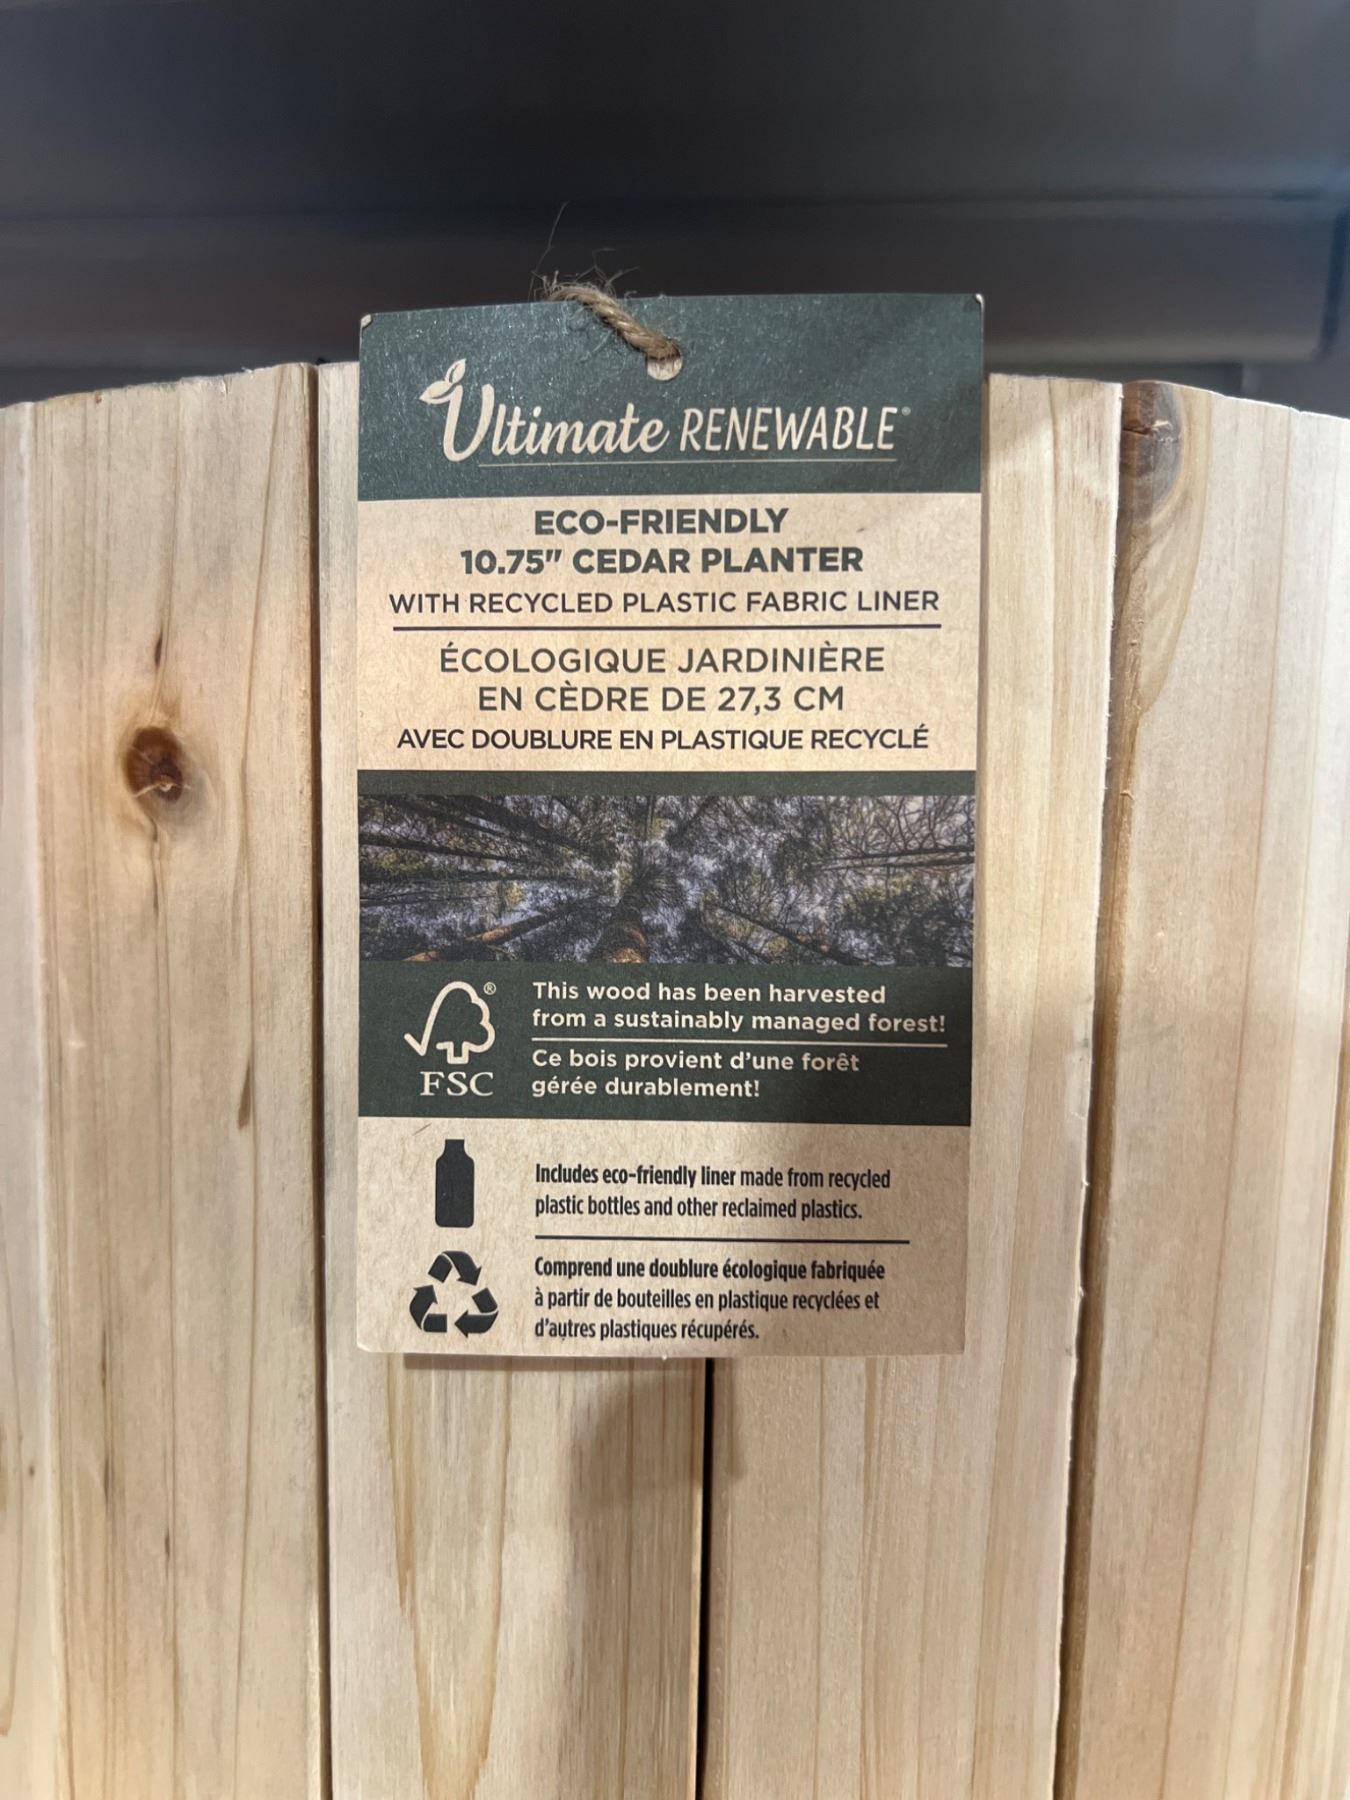 Ultimate RENEWABLE®
ECO-FRIENDLY
10.75" CEDAR PLANTER
WITH RECYCLED PLASTIC FABRIC LINER
ÉCOLOGIQUE JARDINIÈRE
EN CÈDRE DE 27,3 CM
AVEC DOUBLURE EN PLASTIQUE RECYCLÉ
®
FSC
This wood has been harvested
from a sustainably managed forest!
Ce bois provient d'une forêt
gérée durablement!
Includes eco-friendly liner made from recycled
plastic bottles and other reclaimed plastics.
Comprend une doublure écologique fabriquée
à partir de bouteilles en plastique recyclées et
d'autres plastiques récupérés.